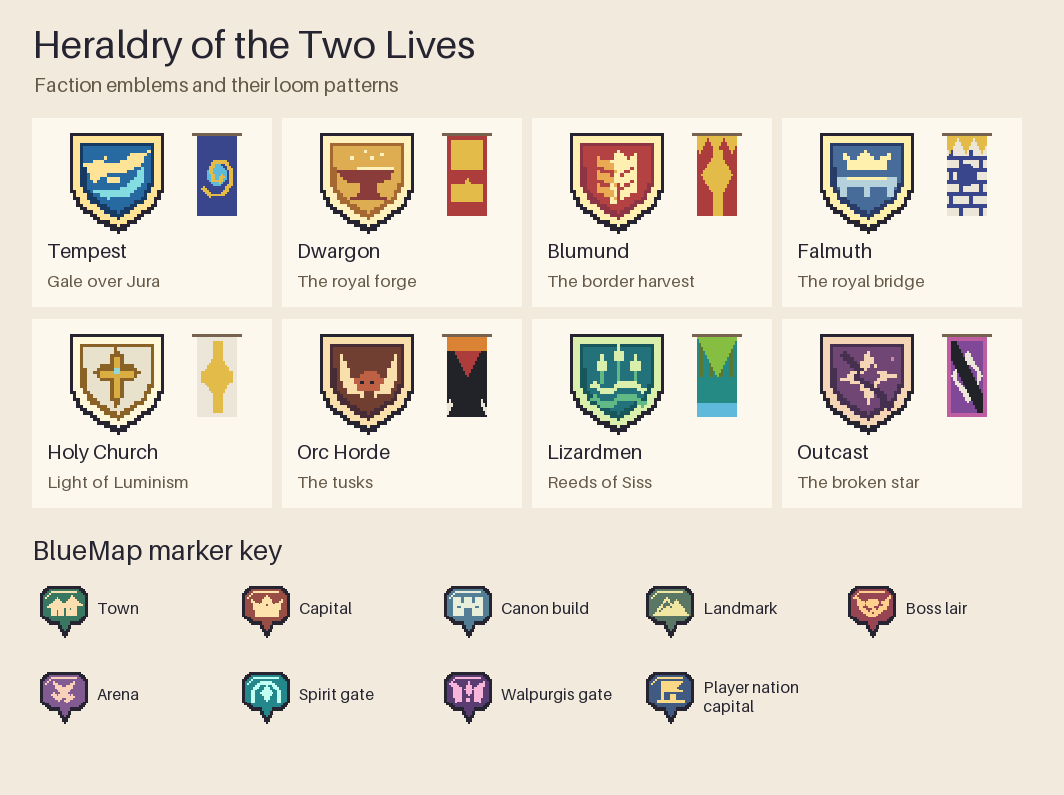 Heraldry of the Two Lives
Faction emblems and their loom patterns
Tempest
Gale over Jura
Dwargon
The royal forge
Blumund
The border harvest
Falmuth
The royal bridge
Holy Church
Light of Luminism
Orc Horde
The tusks
Lizardmen
Reeds of Siss
Outcast
The broken star
BlueMap marker key
Town
Capital
Canon build
Landmark
Boss lair
Arena
Spirit gate
Walpurgis gate
Player nation
capital